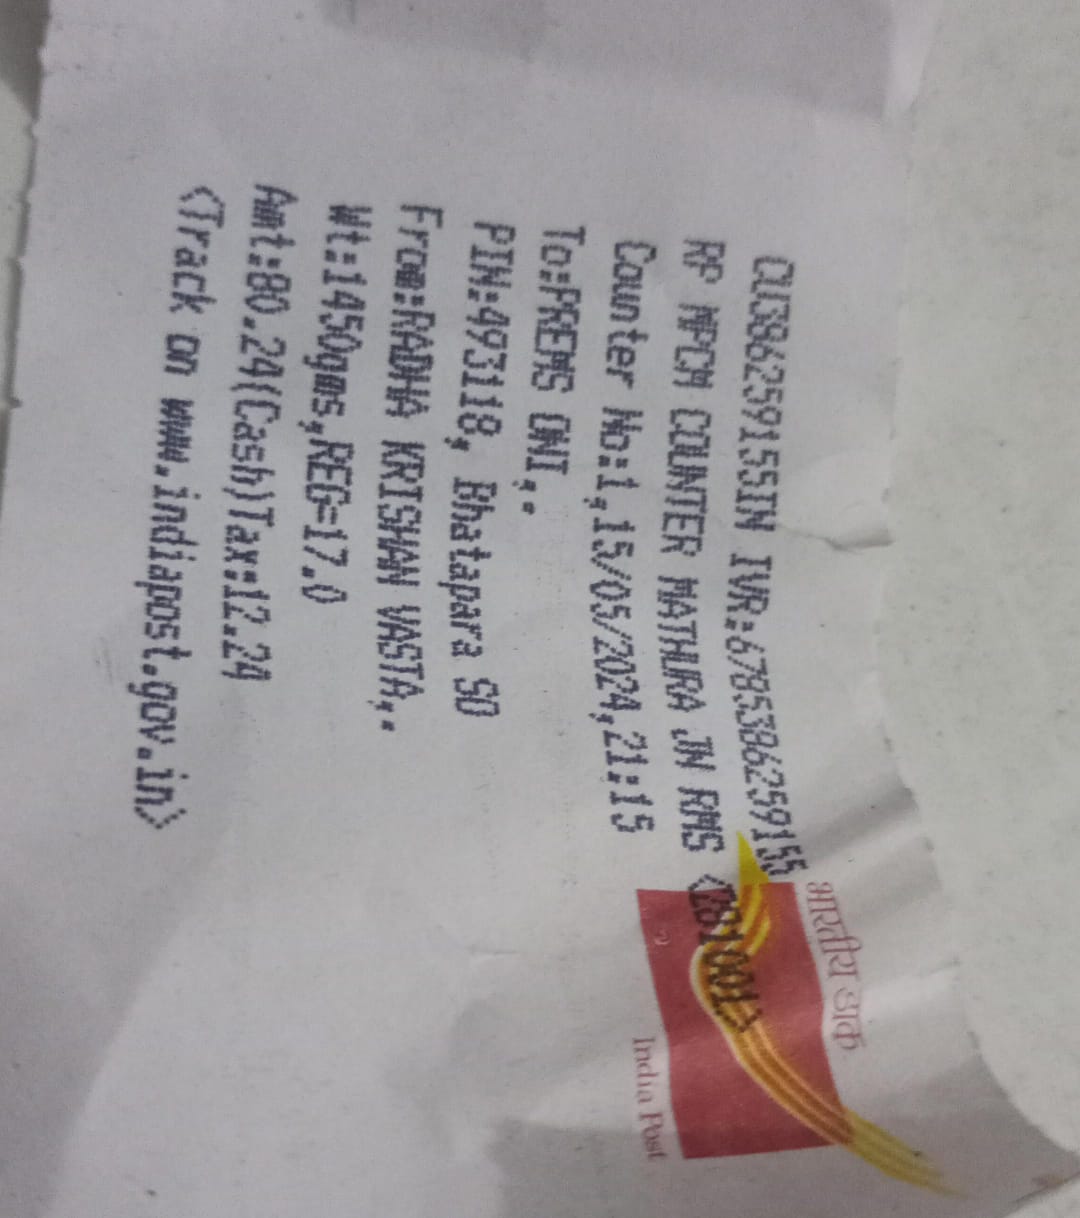 CU386259155IN IVR:6785386259155
RP NPCM COUNTER MATHURA JN RMS <281001>
Counter No:1,15/05/2024,21:15
To:PREMS ONI,.
PIN:493118, Bhatapara SO
From:RADHA KRISHAN VASTA,.
Wt:1450gms,REG=17.0
Amt:80.24(Cash)Tax:12.24
<Track on www.indiapost.gov.in>
भारतीय डाक
India Post